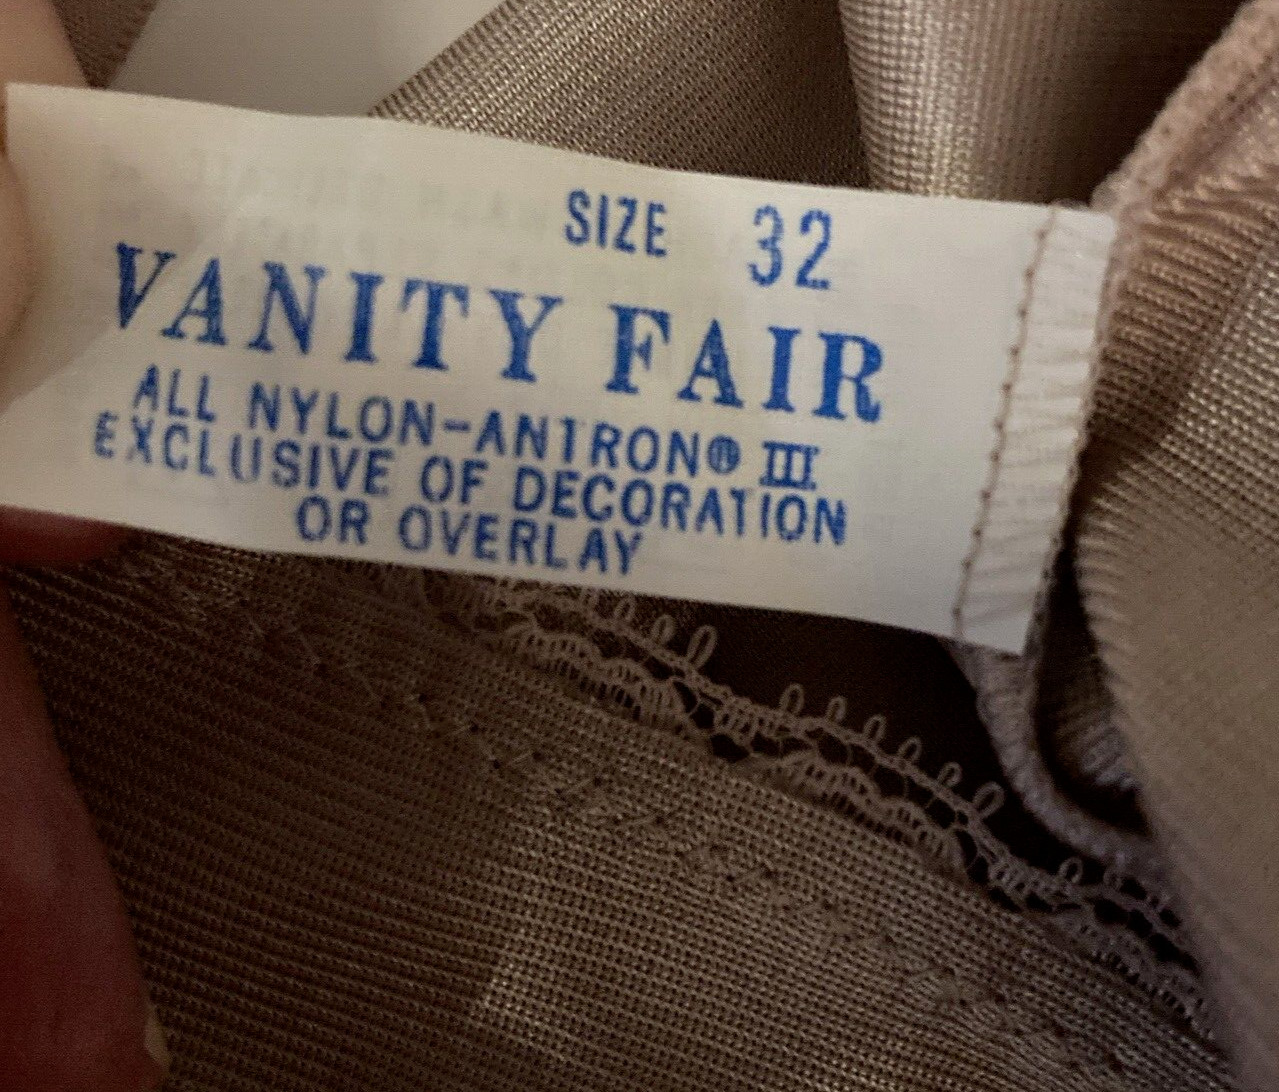 SIZE 32
VANITY FAIR
ALL NYLON-ANTRON® III
EXCLUSIVE OF DECORATION
OR OVERLAY